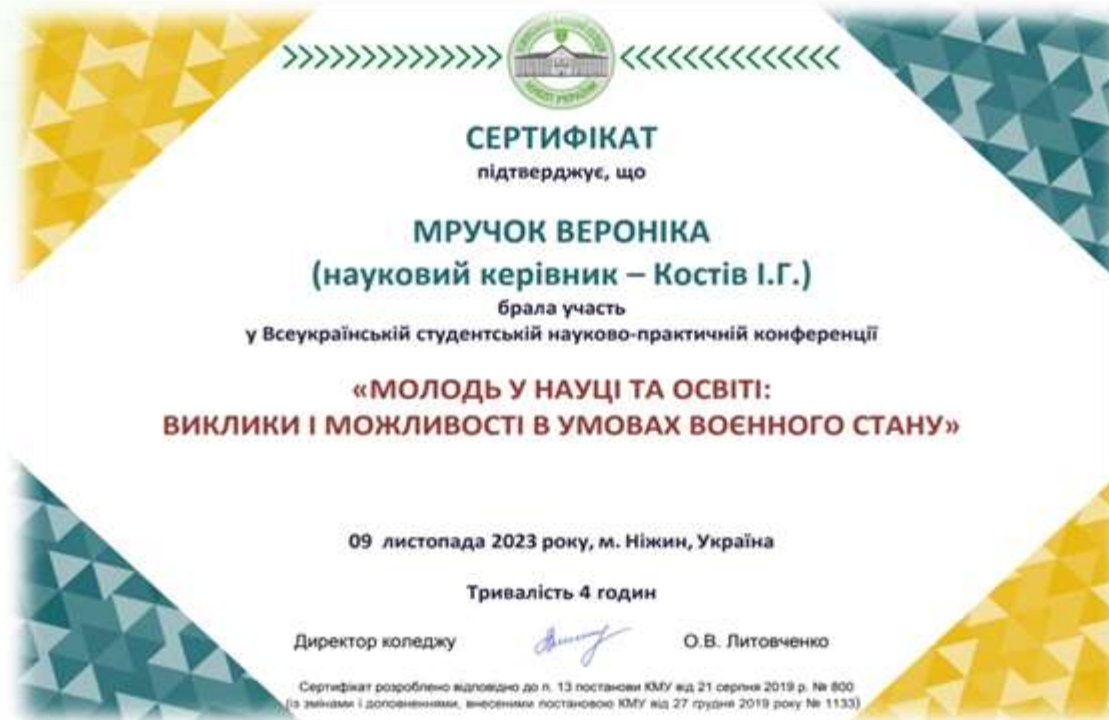 НУБІП УКРАЇНИ
СЕРТИФІКАТ
підтверджує, що
МРУЧОК ВЕРОНІКА
(науковий керівник – Костів І.Г.)
брала участь
у Всеукраїнській студентській науково-практичній конференції
«МОЛОДЬ У НАУЦІ ТА ОСВІТІ:
ВИКЛИКИ І МОЖЛИВОСТІ В УМОВАХ ВОЄННОГО СТАНУ»
09 листопада 2023 року, м. Ніжин, Україна
Тривалість 4 годин
Директор коледжу О.В. Литовченко
Сертифікат розроблено відповідно до п. 13 постанови КМУ від 21 серпня 2019 р. № 800
(із змінами і доповненнями, внесеними постановою КМУ від 27 грудня 2019 року № 1133)